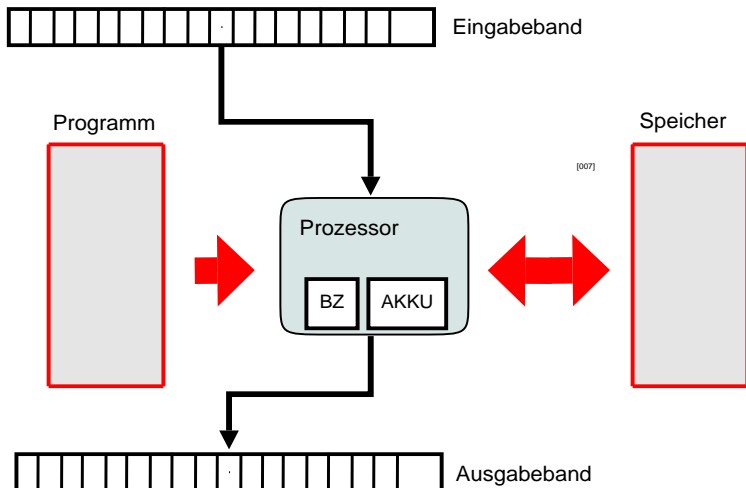 Eingabeband
Programm
Speicher
[007]
Prozessor
BZ
AKKU
Ausgabeband